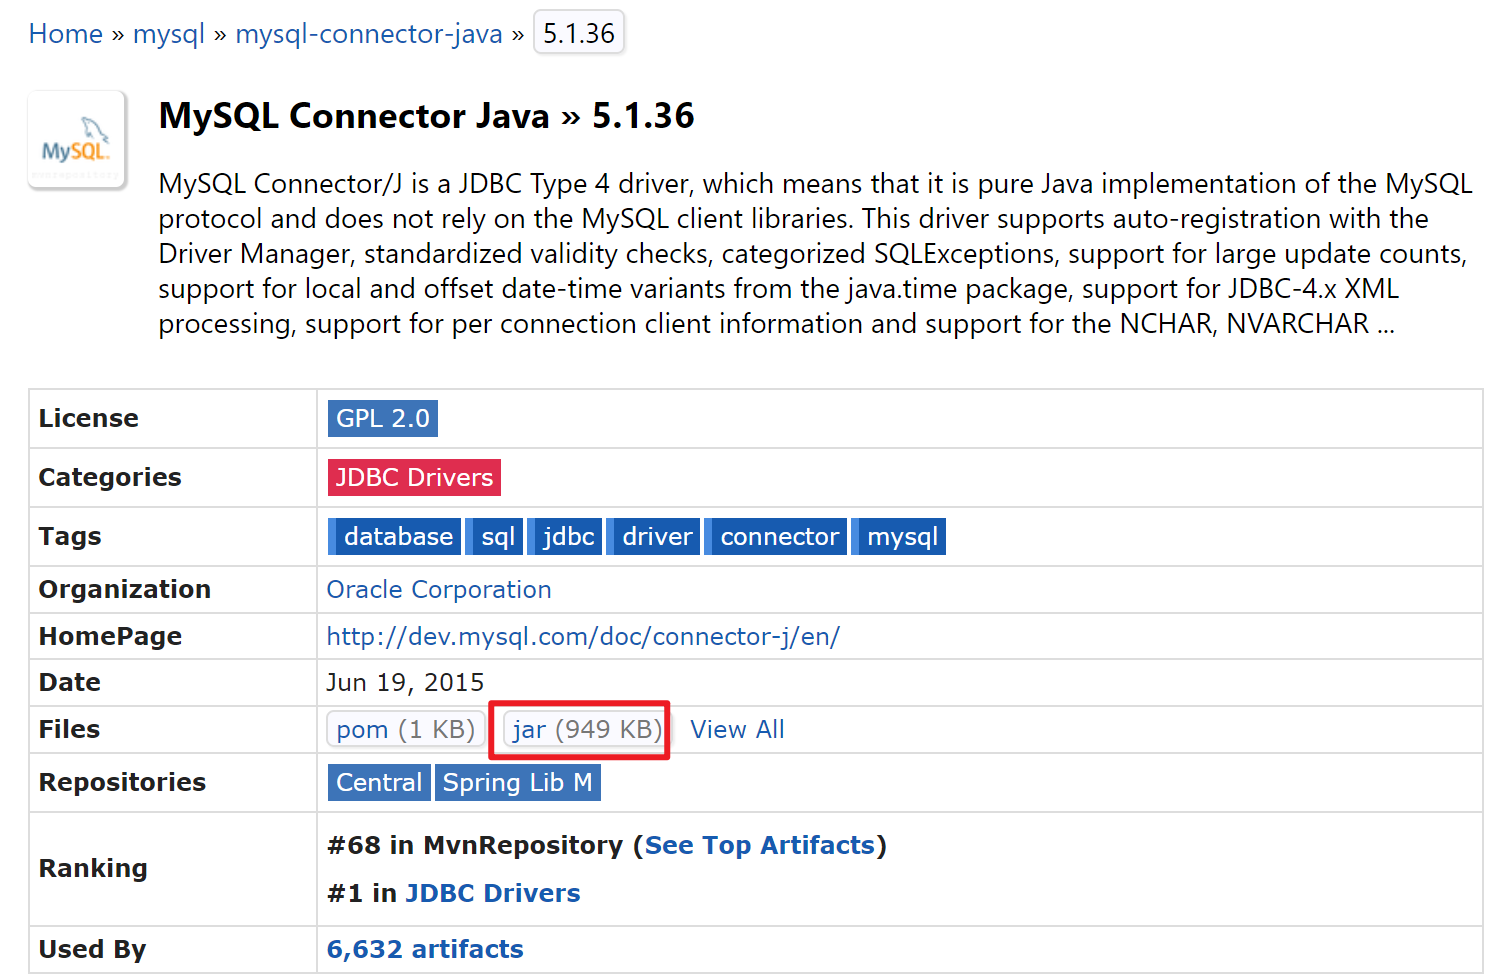 Home » mysql » mysql-connector-java » 5.1.36
MySQL Connector Java » 5.1.36
MySQL.
mvnrepository
MySQL Connector/J is a JDBC Type 4 driver, which means that it is pure Java implementation of the MySQL
protocol and does not rely on the MySQL client libraries. This driver supports auto-registration with the
Driver Manager, standardized validity checks, categorized SQLExceptions, support for large update counts,
support for local and offset date-time variants from the java.time package, support for JDBC-4.x XML
processing, support for per connection client information and support for the NCHAR, NVARCHAR ...
License GPL 2.0
Categories JDBC Drivers
Tags database sql jdbc driver connector mysql
Organization Oracle Corporation
HomePage http://dev.mysql.com/doc/connector-j/en/
Date Jun 19, 2015
Files pom (1 KB) jar (949 KB) View All
Repositories Central Spring Lib M
Ranking #68 in MvnRepository (See Top Artifacts)
#1 in JDBC Drivers
Used By 6,632 artifacts